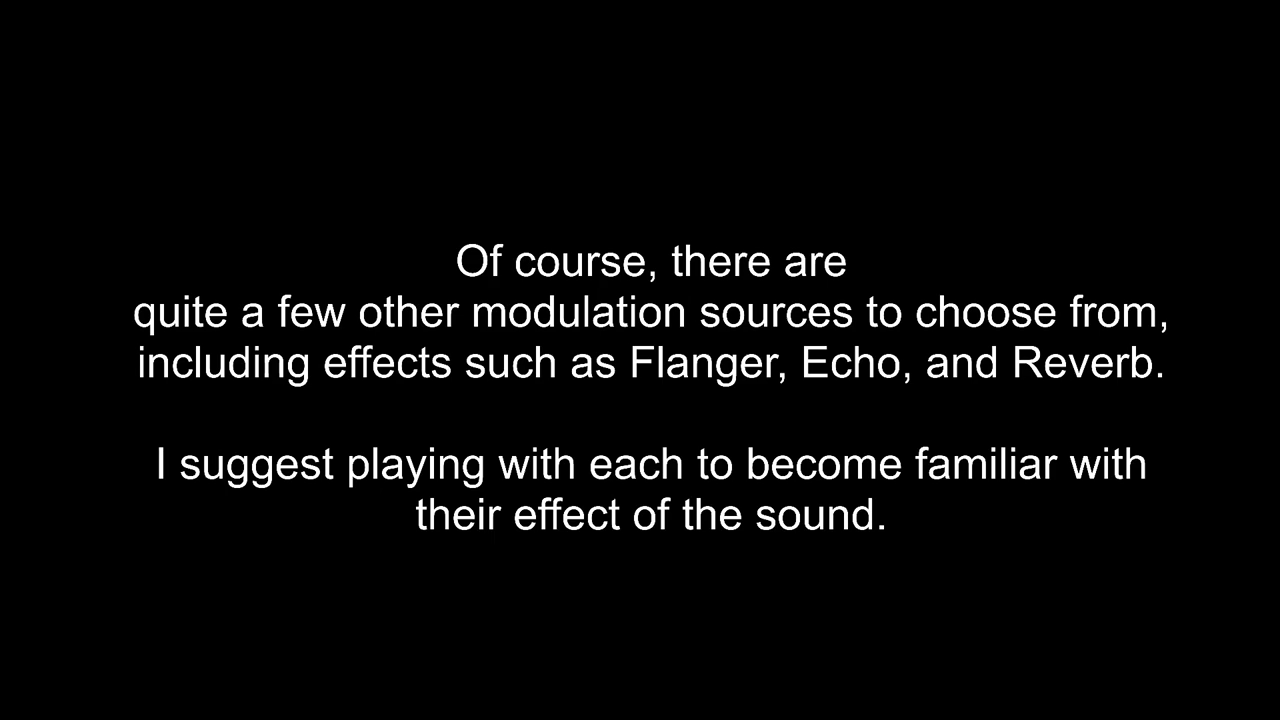 Of course, there are
quite a few other modulation sources to choose from,
including effects such as Flanger, Echo, and Reverb.
I suggest playing with each to become familiar with
their effect of the sound.